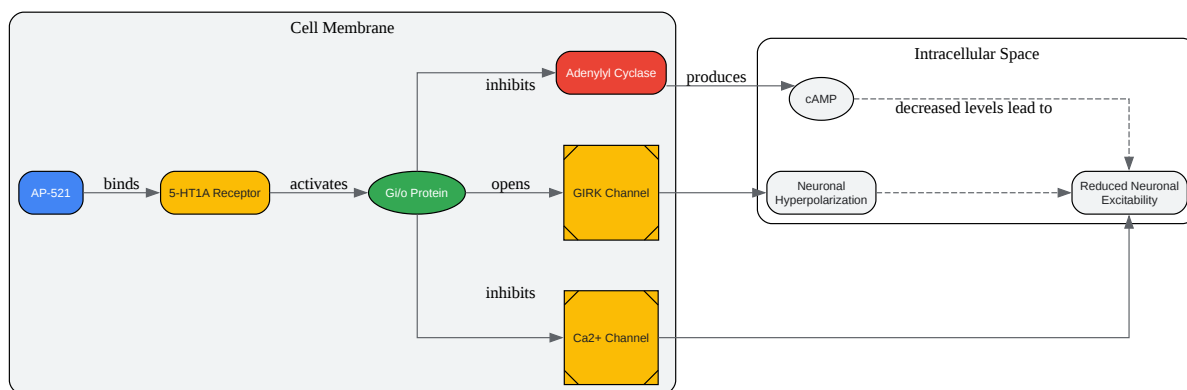 Cell Membrane
Intracellular Space
Adenylyl Cyclase
produces
inhibits
cAMP
decreased levels lead to
AP-521
binds
5-HT1A Receptor
activates
Gi/o Protein
opens
GIRK Channel
Neuronal
Hyperpolarization
Reduced Neuronal
Excitability
inhibits
Ca2+ Channel